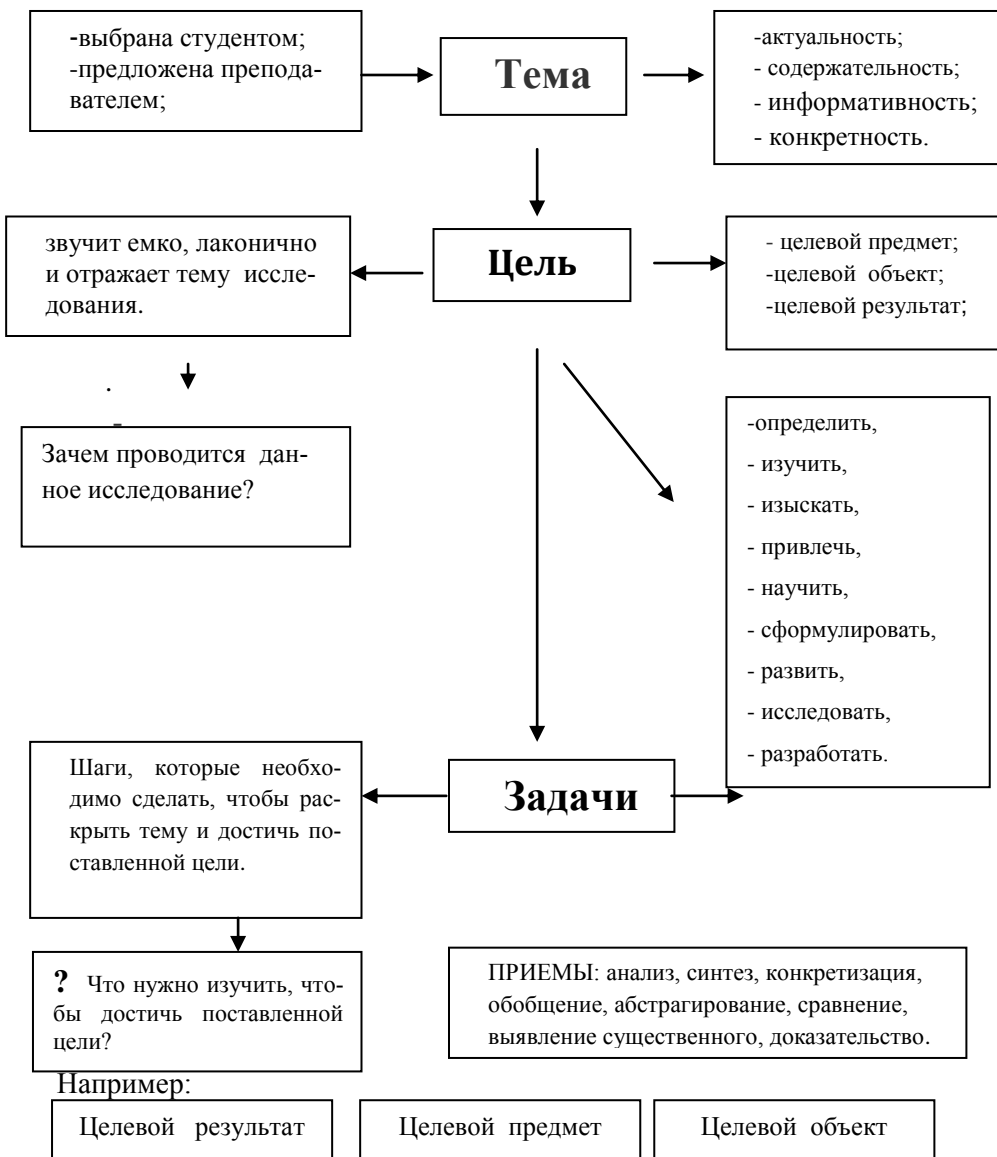 -выбрана студентом;
-предложена препода-
вателем;
Тема
-актуальность;
- содержательность;
- информативность;
- конкретность.
звучит емко, лаконично
и отражает тему исследо-
дования.
Цель
- целевой предмет;
-целевой объект;
-целевой результат;
.
-
Зачем проводится дан-
ное исследование?
-определить,
- изучить,
- изыскать,
- привлечь,
- научить,
- сформулировать,
- развить,
- исследовать,
- разработать.
Шаги, которые необхо-
димо сделать, чтобы рас-
крыть тему и достичь по-
ставленной цели.
Задачи
? Что нужно изучить, что-
бы достичь поставленной
цели?
ПРИЕМЫ: анализ, синтез, конкретизация,
обобщение, абстрагирование, сравнение,
выявление существенного, доказательство.
Например:
Целевой результат
Целевой предмет
Целевой объект